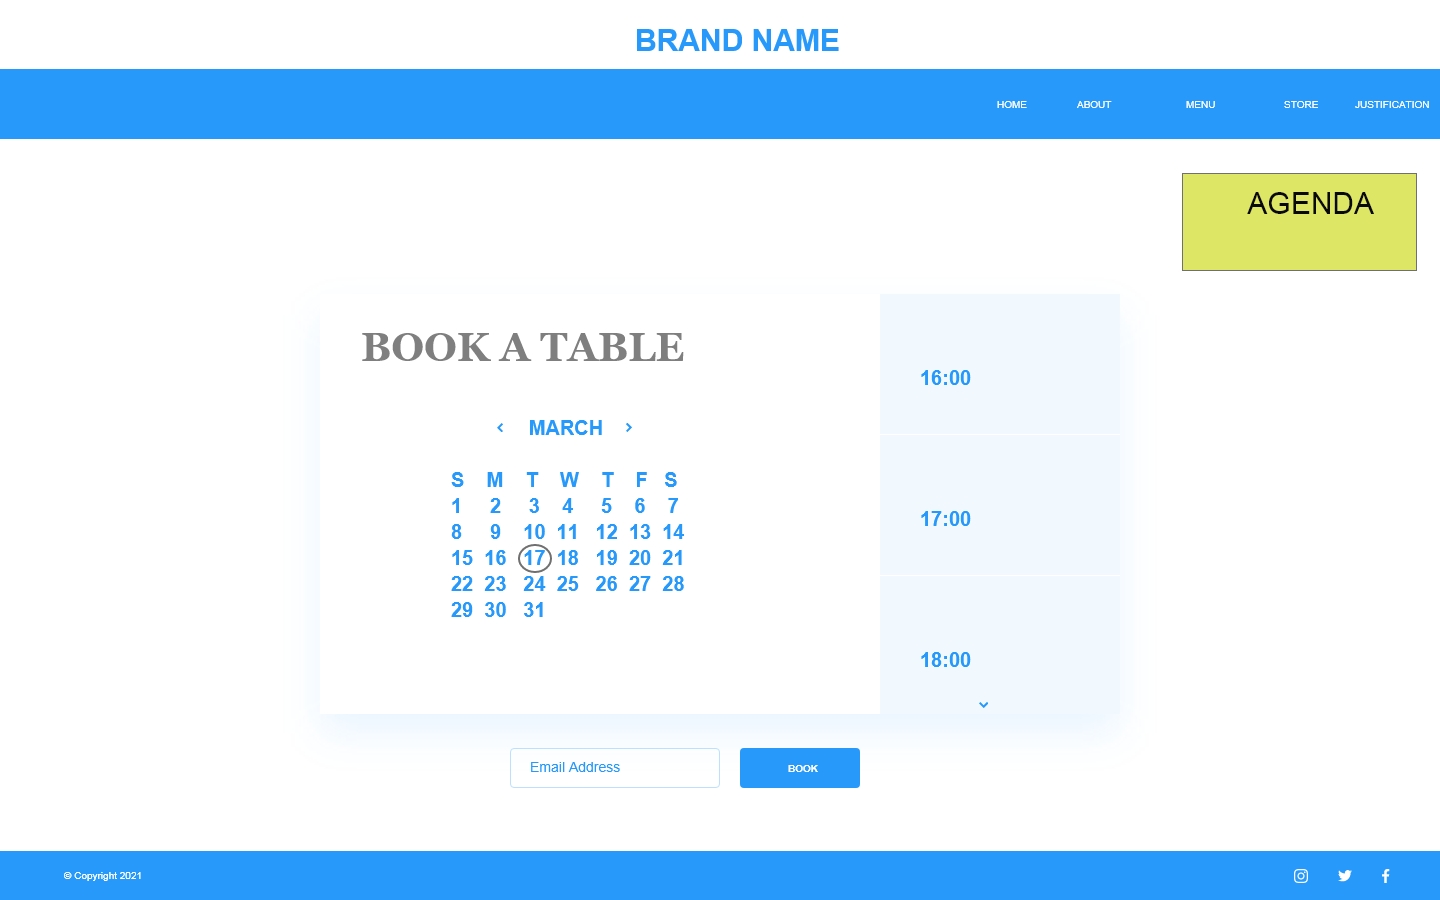 BRAND NAME
HOME ABOUT MENU STORE JUSTIFICATION
AGENDA
BOOK A TABLE
MARCH
S M T W T F S
1 2 3 4 5 6 7
8 9 10 11 12 13 14
15 16 17 18 19 20 21
22 23 24 25 26 27 28
29 30 31
16:00
17:00
18:00
Email Address
BOOK
© Copyright 2021